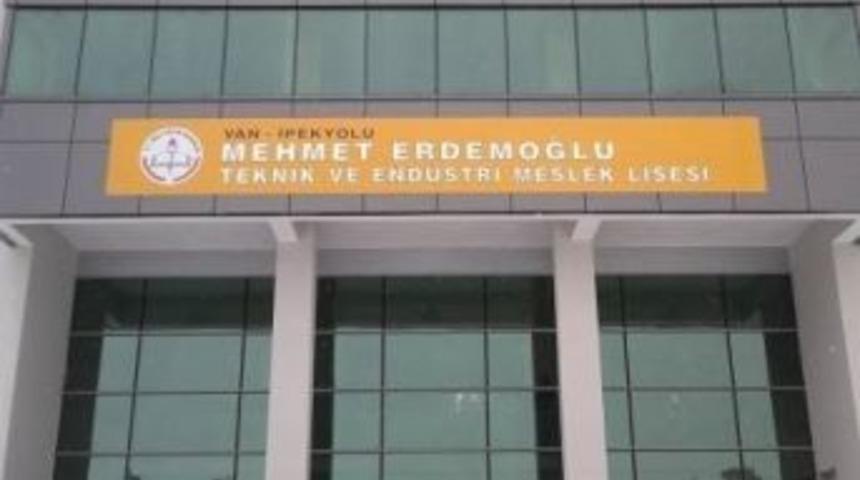 VAN - İPEKYOLU
MEHMET ERDEMOĞLU
TEKNİK VE ENDÜSTRİ MESLEK LİSESİ